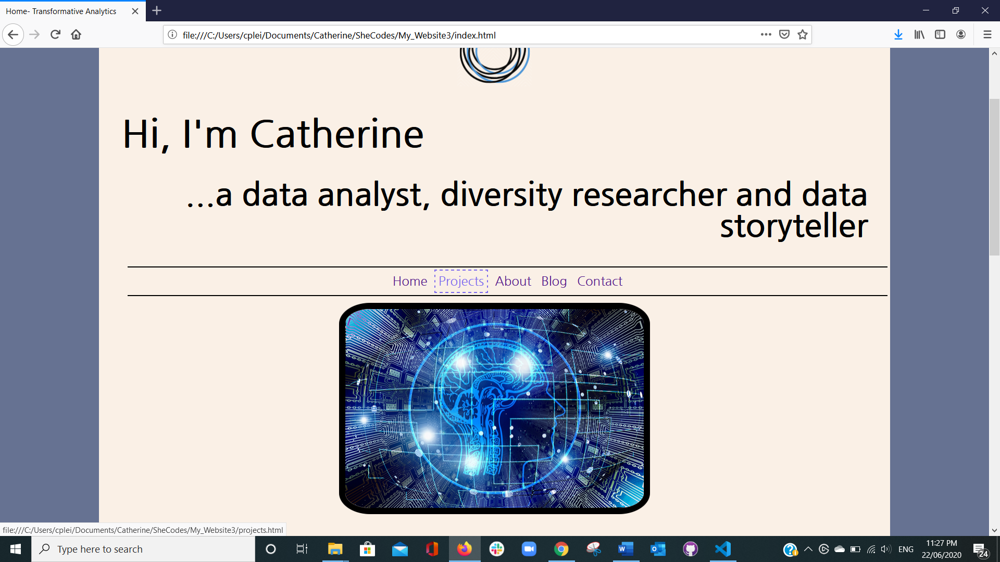 Home- Transformative Analytics
file:///C:/Users/cplei/Documents/Catherine/SheCodes/My_Website3/index.html
Hi, I'm Catherine
...a data analyst, diversity researcher and data
storyteller
Home Projects About Blog Contact
file:///C:/Users/cplei/Documents/Catherine/SheCodes/My_Website3/projects.html
Type here to search
ENG
11:27 PM
22/06/2020
24